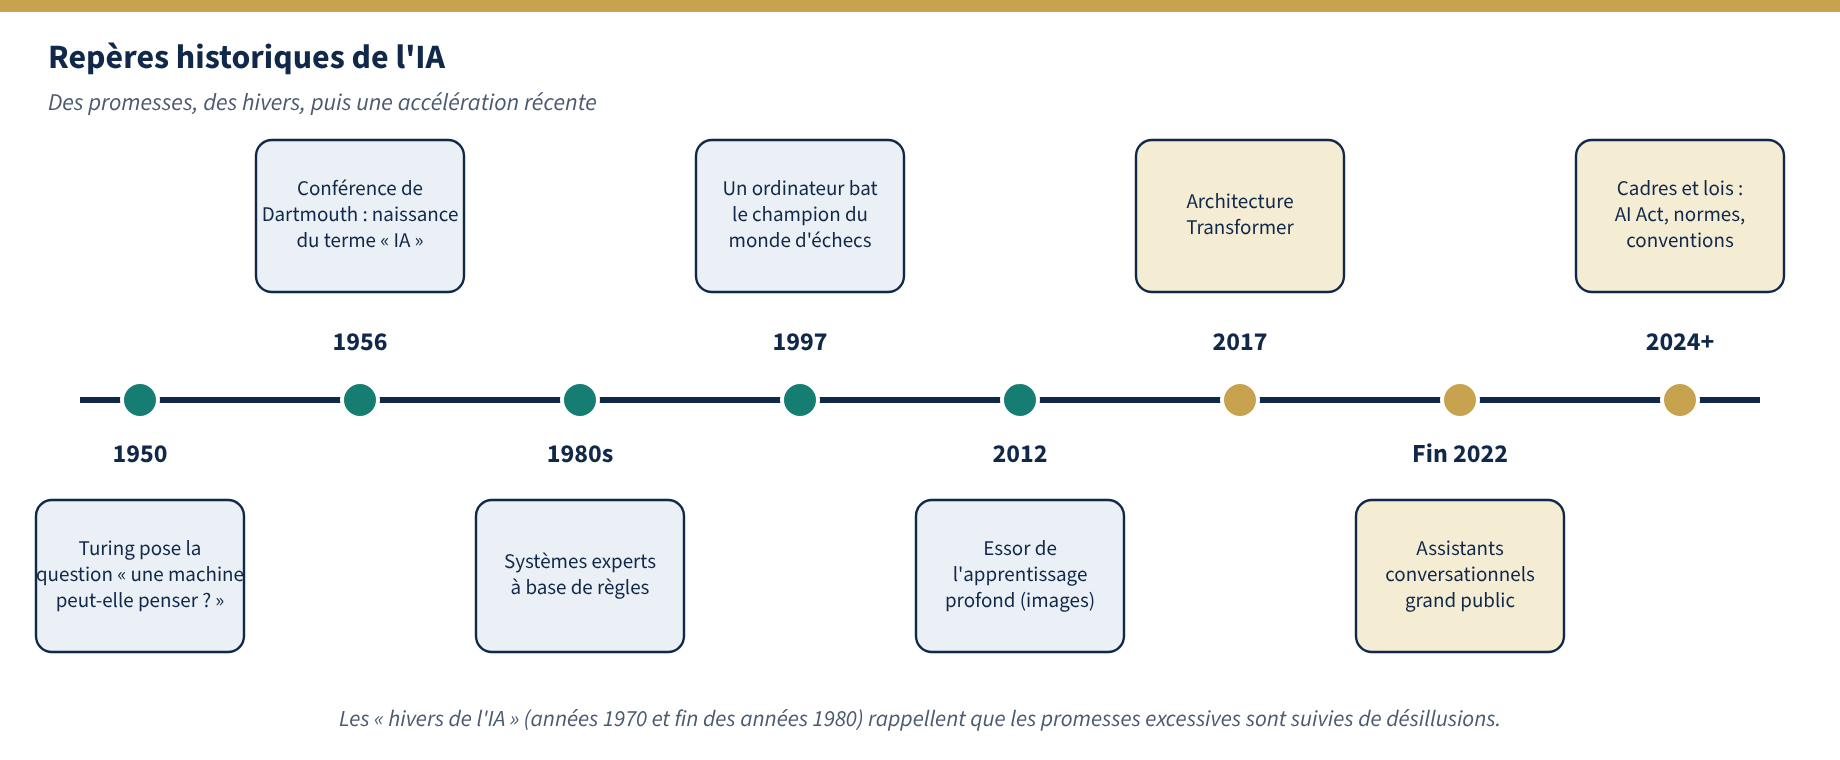 Repères historiques de l'IA
Des promesses, des hivers, puis une accélération récente
Conférence de
Dartmouth : naissance
du terme « IA »
Un ordinateur bat
le champion du
monde d'échecs
Architecture
Transformer
Cadres et lois :
AI Act, normes,
conventions
1956
1997
2017
2024+
1950
1980s
2012
Fin 2022
Turing pose la
question « une machine
peut-elle penser ? »
Systèmes experts
à base de règles
Essor de
l'apprentissage
profond (images)
Assistants
conversationnels
grand public
Les « hivers de l'IA » (années 1970 et fin des années 1980) rappellent que les promesses excessives sont suivies de désillusions.